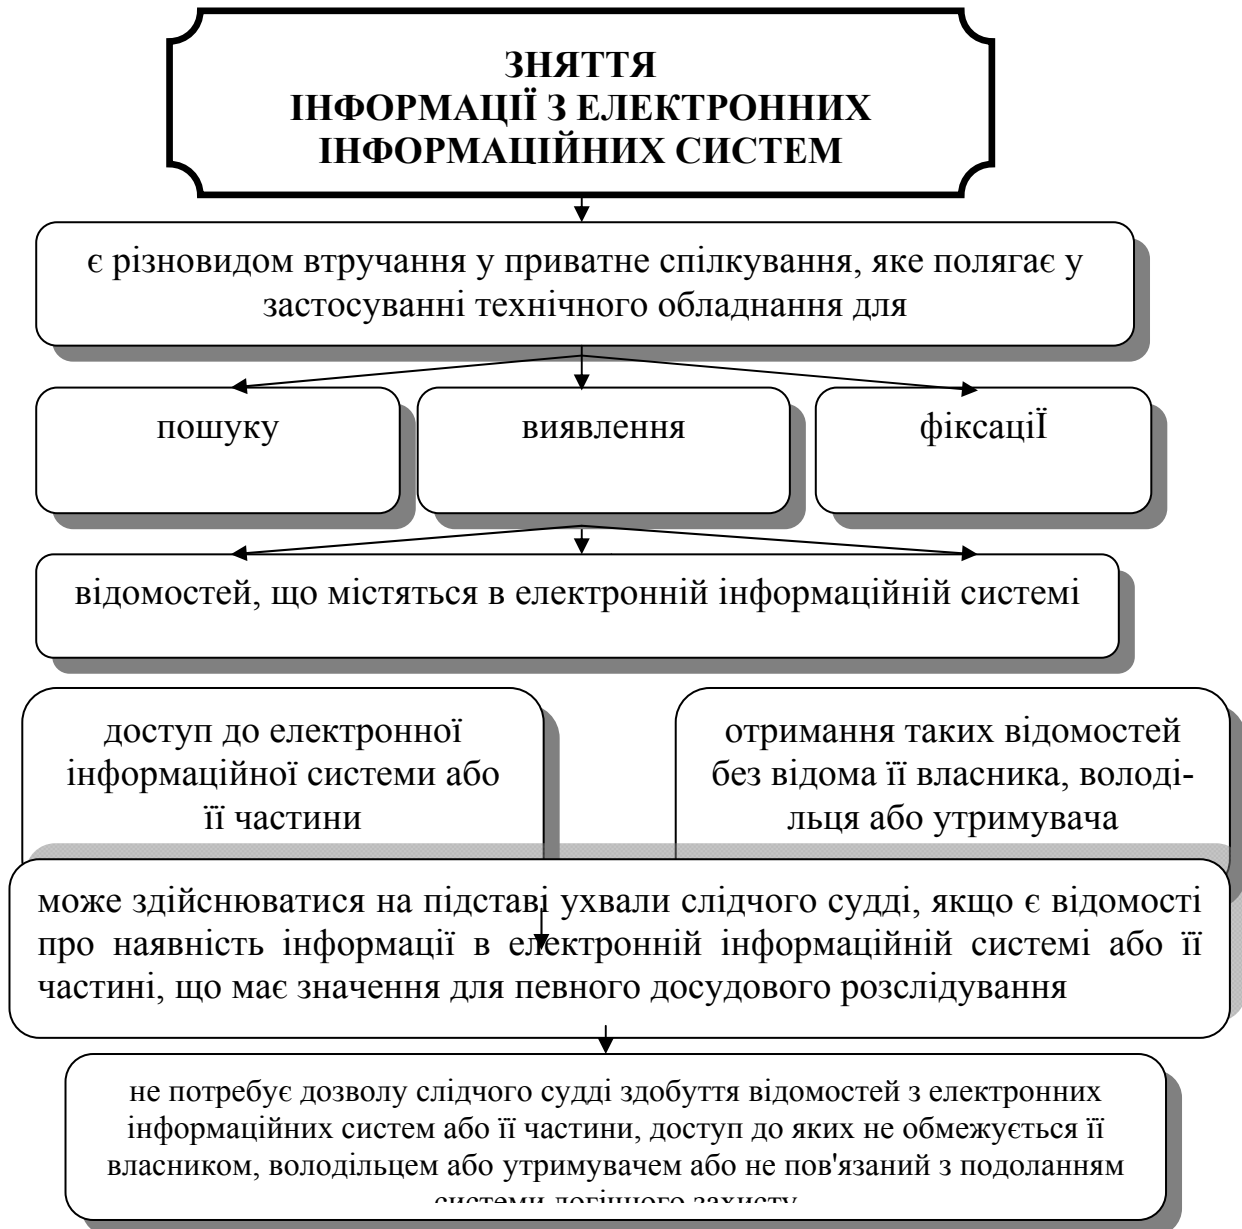 ЗНЯТТЯ
ІНФОРМАЦІЇ З ЕЛЕКТРОННИХ
ІНФОРМАЦІЙНИХ СИСТЕМ
є різновидом втручання у приватне спілкування, яке полягає у
застосуванні технічного обладнання для
пошуку
виявлення
фіксаціЇ
відомостей, що містяться в електронній інформаційній системі
доступ до електронної
інформаційної системи або
її частини
отримання таких відомостей
без відома її власника, володі-
льця або утримувача
може здійснюватися на підставі ухвали слідчого судді, якщо є відомості
про наявність інформації в електронній інформаційній системі або її
частині, що має значення для певного досудового розслідування
не потребує дозволу слідчого судді здобуття відомостей з електронних
інформаційних систем або її частини, доступ до яких не обмежується її
власником, володільцем або утримувачем або не пов'язаний з подоланням
системи логічного захисту